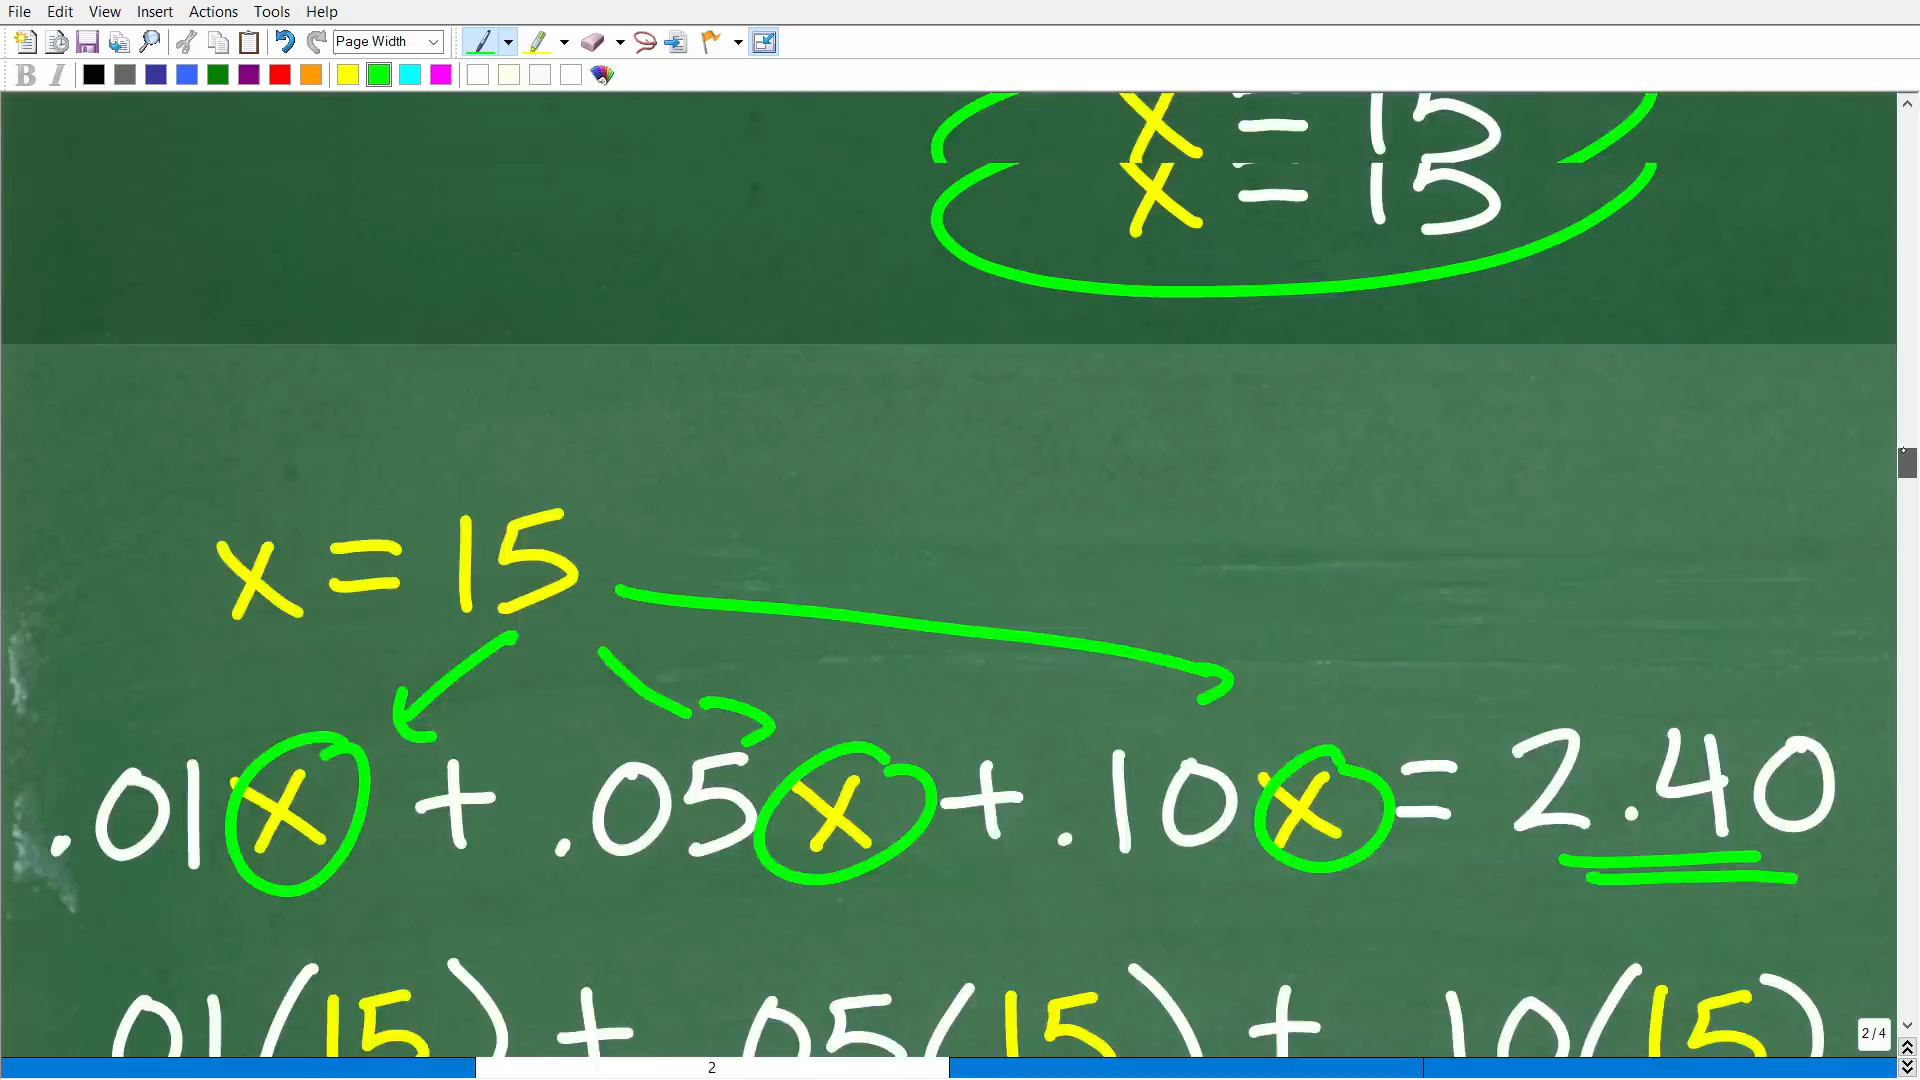 File Edit View Insert Actions Tools Help
Page Width
B I
x = 15
x = 15
x = 15
.01x + .05x + .10x = 2.40
.01(15) + .05(15) + .10(15)
2 / 4
2